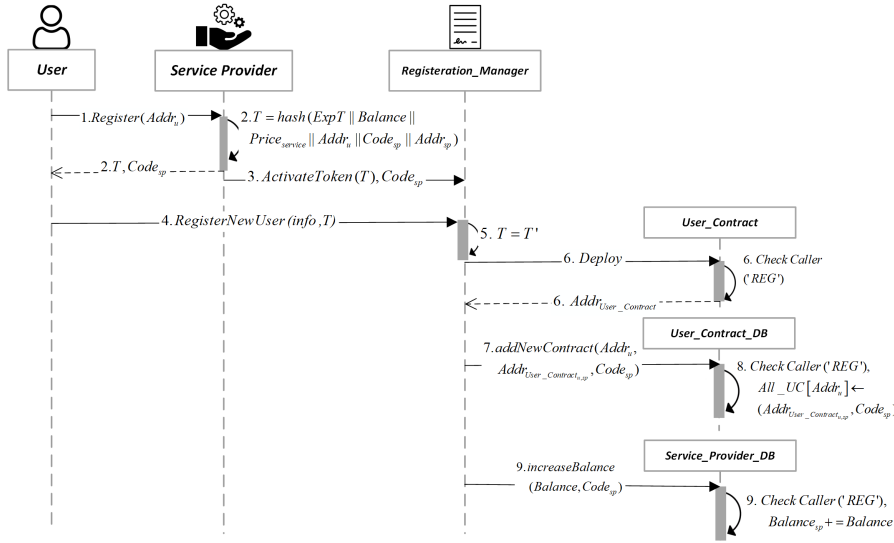 User
Service Provider
Registeration_Manager
1.Register(Addr_u)
2.T = hash(ExpT || Balance ||
Price_service || Addr_u || Code_sp || Addr_sp)
2.T, Code_sp
3. ActivateToken(T), Code_sp
4.RegisterNewUser(info,T)
5. T = T'
User_Contract
6. Deploy
6. Check Caller
('REG')
6. Addr_User_Contract
User_Contract_DB
7.addNewContract(Addr_u,
Addr_User_Contract_u,sp, Code_sp)
8. Check Caller('REG'),
All_UC[Addr_u] ←
(Addr_User_Contract_u,sp, Code_sp)
Service_Provider_DB
9.increaseBalance
(Balance,Code_sp)
9. Check Caller('REG'),
Balance_sp + = Balance